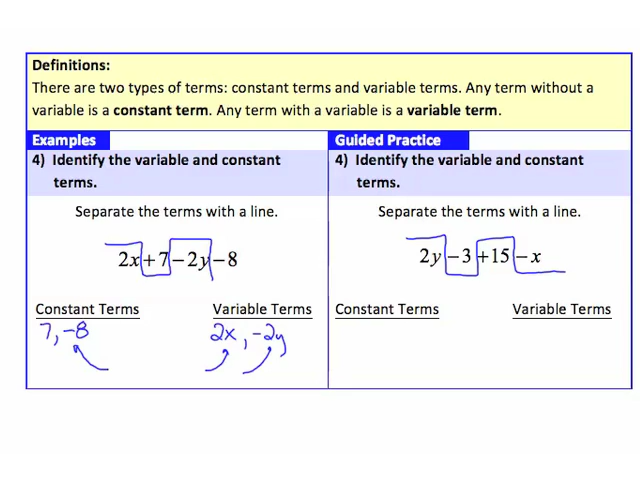 Definitions:
There are two types of terms: constant terms and variable terms. Any term without a
variable is a constant term. Any term with a variable is a variable term.
Examples
4) Identify the variable and constant
terms.
Separate the terms with a line.
2x+7−2y−8
Constant Terms Variable Terms
7, -8 2x, -2y
Guided Practice
4) Identify the variable and constant
terms.
Separate the terms with a line.
2y−3+15−x
Constant Terms Variable Terms